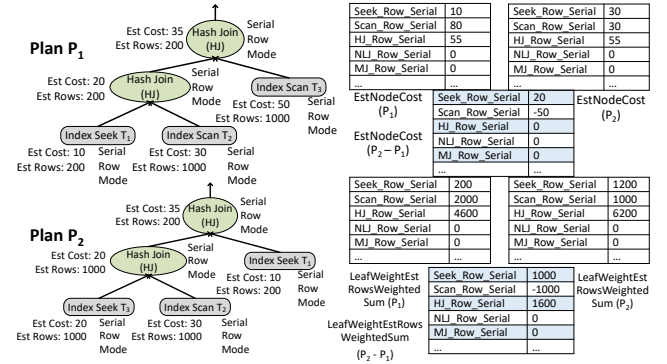 Plan P1
Est Cost: 35
Est Rows: 200
Hash Join
(HJ)
Serial
Row
Mode
Est Cost: 20
Est Rows: 200
Hash Join
(HJ)
Serial
Row
Mode
Index Scan T3
Est Cost: 50
Est Rows: 1000
Serial
Row
Mode
Index Seek T1
Est Cost: 10
Est Rows: 200
Serial
Row
Mode
Index Scan T2
Est Cost: 30
Est Rows: 1000
Serial
Row
Mode
Plan P2
Est Cost: 35
Est Rows: 200
Hash Join
(HJ)
Serial
Row
Mode
Est Cost: 20
Est Rows: 1000
Hash Join
(HJ)
Serial
Row
Mode
Index Seek T1
Est Cost: 10
Est Rows: 200
Serial
Row
Mode
Index Seek T3
Est Cost: 20
Est Rows: 1000
Serial
Row
Mode
Index Scan T2
Est Cost: 30
Est Rows: 1000
Serial
Row
Mode
Seek_Row_Serial 10
Scan_Row_Serial 80
HJ_Row_Serial 55
NLJ_Row_Serial 0
MJ_Row_Serial 0
... ...
EstNodeCost
(P1)
Seek_Row_Serial 30
Scan_Row_Serial 30
HJ_Row_Serial 55
NLJ_Row_Serial 0
MJ_Row_Serial 0
... ...
EstNodeCost
(P2)
Seek_Row_Serial 20
Scan_Row_Serial -50
HJ_Row_Serial 0
NLJ_Row_Serial 0
MJ_Row_Serial 0
... ...
EstNodeCost
(P2 – P1)
Seek_Row_Serial 200
Scan_Row_Serial 2000
HJ_Row_Serial 4600
NLJ_Row_Serial 0
MJ_Row_Serial 0
... ...
LeafWeightEst
RowsWeighted
Sum (P1)
Seek_Row_Serial 1200
Scan_Row_Serial 1000
HJ_Row_Serial 6200
NLJ_Row_Serial 0
MJ_Row_Serial 0
... ...
LeafWeightEst
RowsWeighted
Sum (P2)
Seek_Row_Serial 1000
Scan_Row_Serial -1000
HJ_Row_Serial 1600
NLJ_Row_Serial 0
MJ_Row_Serial 0
... ...
LeafWeightEstRows
WeightedSum
(P2 - P1)